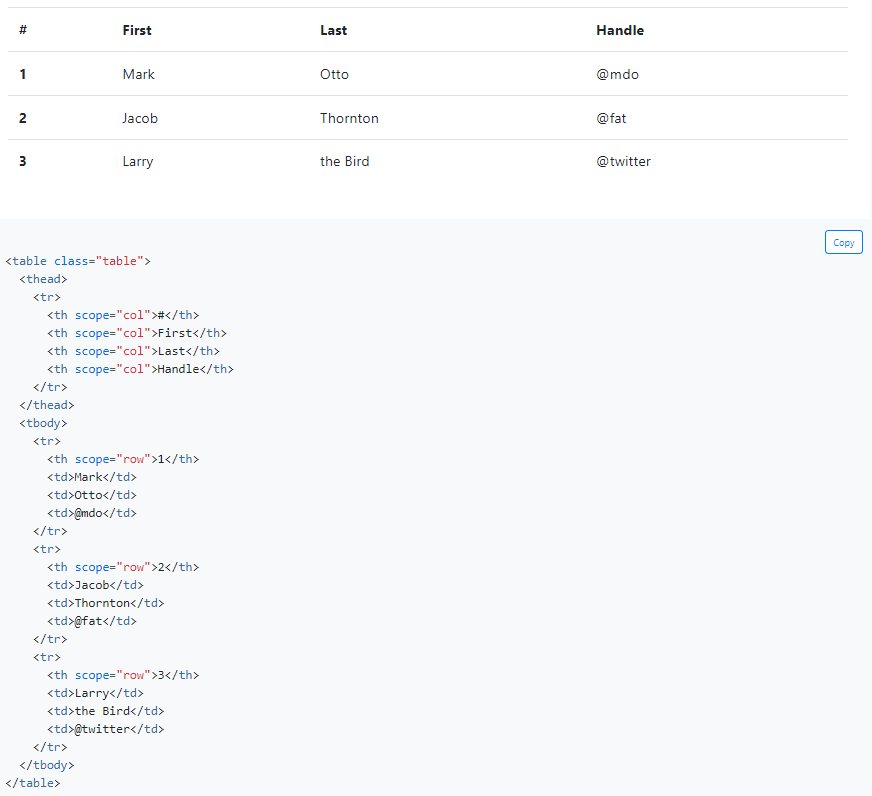 # First Last Handle
1 Mark Otto @mdo
2 Jacob Thornton @fat
3 Larry the Bird @twitter
Copy
<table class="table">
  <thead>
    <tr>
      <th scope="col">#</th>
      <th scope="col">First</th>
      <th scope="col">Last</th>
      <th scope="col">Handle</th>
    </tr>
  </thead>
  <tbody>
    <tr>
      <th scope="row">1</th>
      <td>Mark</td>
      <td>Otto</td>
      <td>@mdo</td>
    </tr>
    <tr>
      <th scope="row">2</th>
      <td>Jacob</td>
      <td>Thornton</td>
      <td>@fat</td>
    </tr>
    <tr>
      <th scope="row">3</th>
      <td>Larry</td>
      <td>the Bird</td>
      <td>@twitter</td>
    </tr>
  </tbody>
</table>